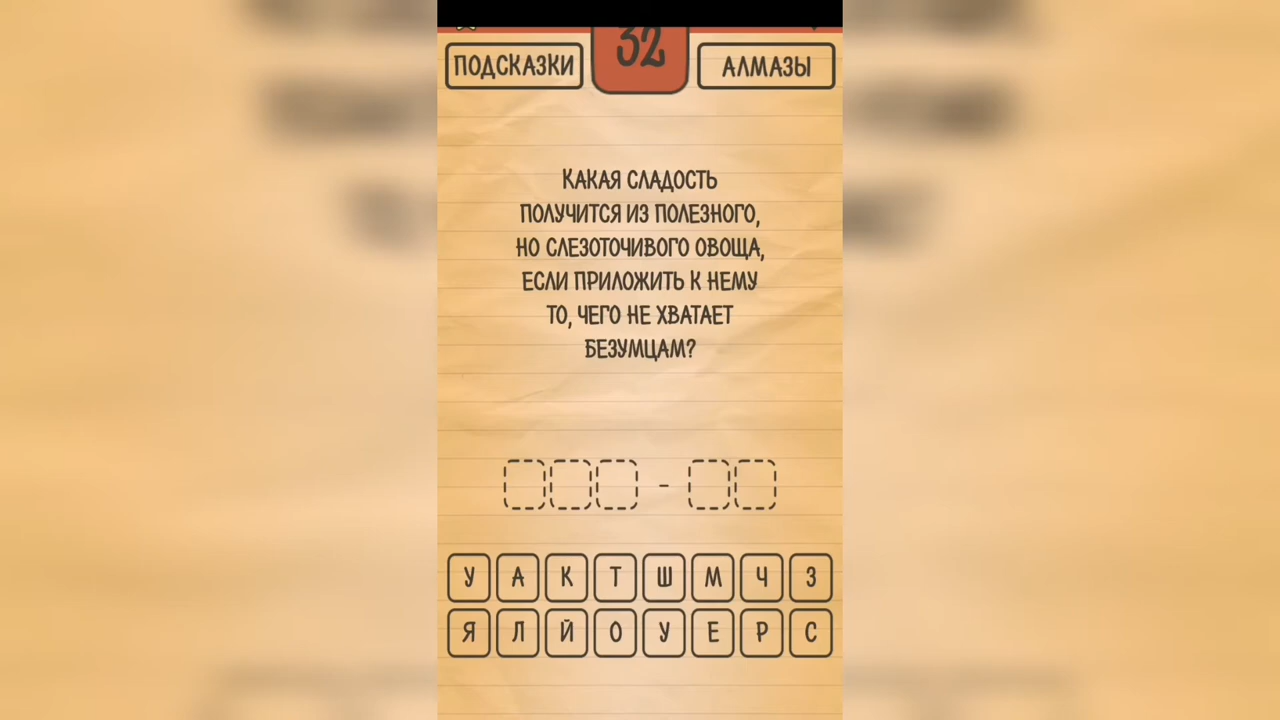 ПОДСКАЗКИ
32
АЛМАЗЫ
КАКАЯ СЛАДОСТЬ
ПОЛУЧИТСЯ ИЗ ПОЛЕЗНОГО,
НО СЛЕЗОТОЧИВОГО ОВОЩА,
ЕСЛИ ПРИЛОЖИТЬ К НЕМУ
ТО, ЧЕГО НЕ ХВАТАЕТ
БЕЗУМЦАМ?
-
У А К Т Ш М Ч З
Я Л Й О У Е Р С